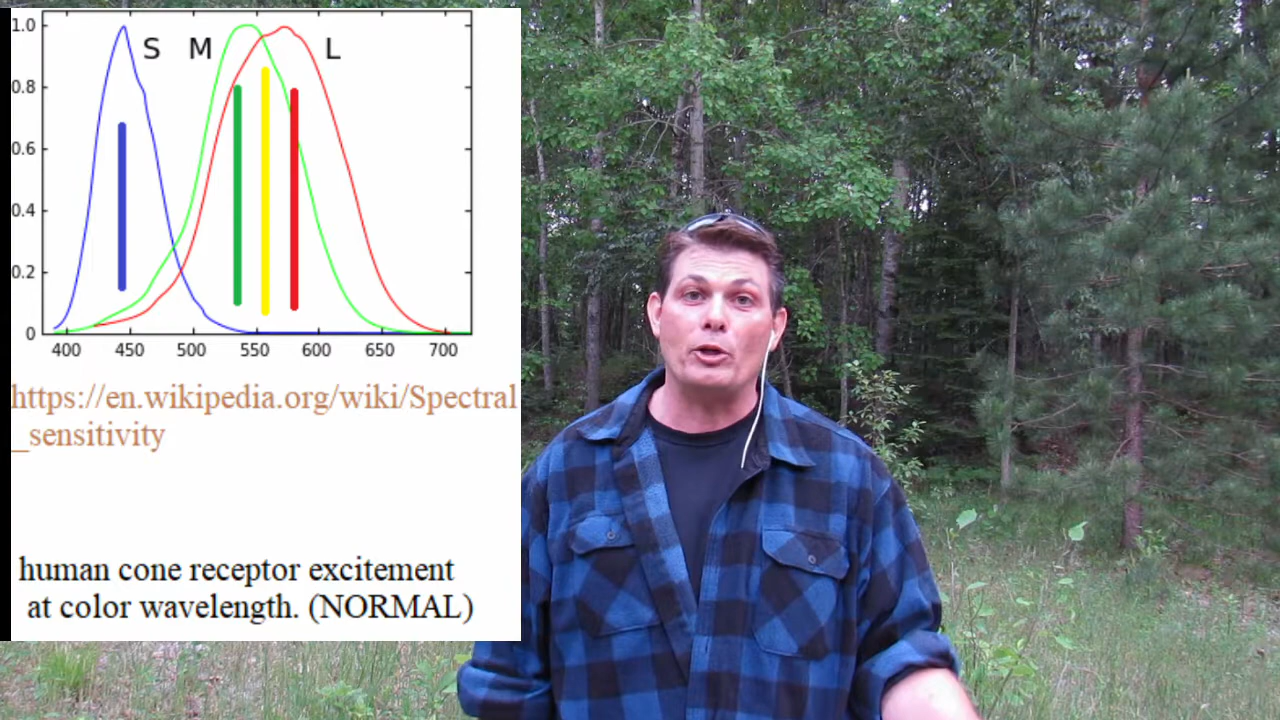 1.0
S M L
0.8
0.6
0.4
0.2
0
400 450 500 550 600 650 700
https://en.wikipedia.org/wiki/Spectral
_sensitivity
human cone receptor excitement
at color wavelength. (NORMAL)